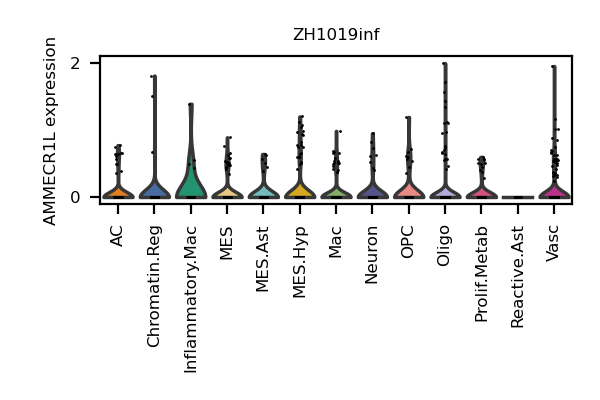 ZH1019inf
AMMECR1L expression
2
0
AC
Chromatin.Reg
Inflammatory.Mac
MES
MES.Ast
MES.Hyp
Mac
Neuron
OPC
Oligo
Prolif.Metab
Reactive.Ast
Vasc